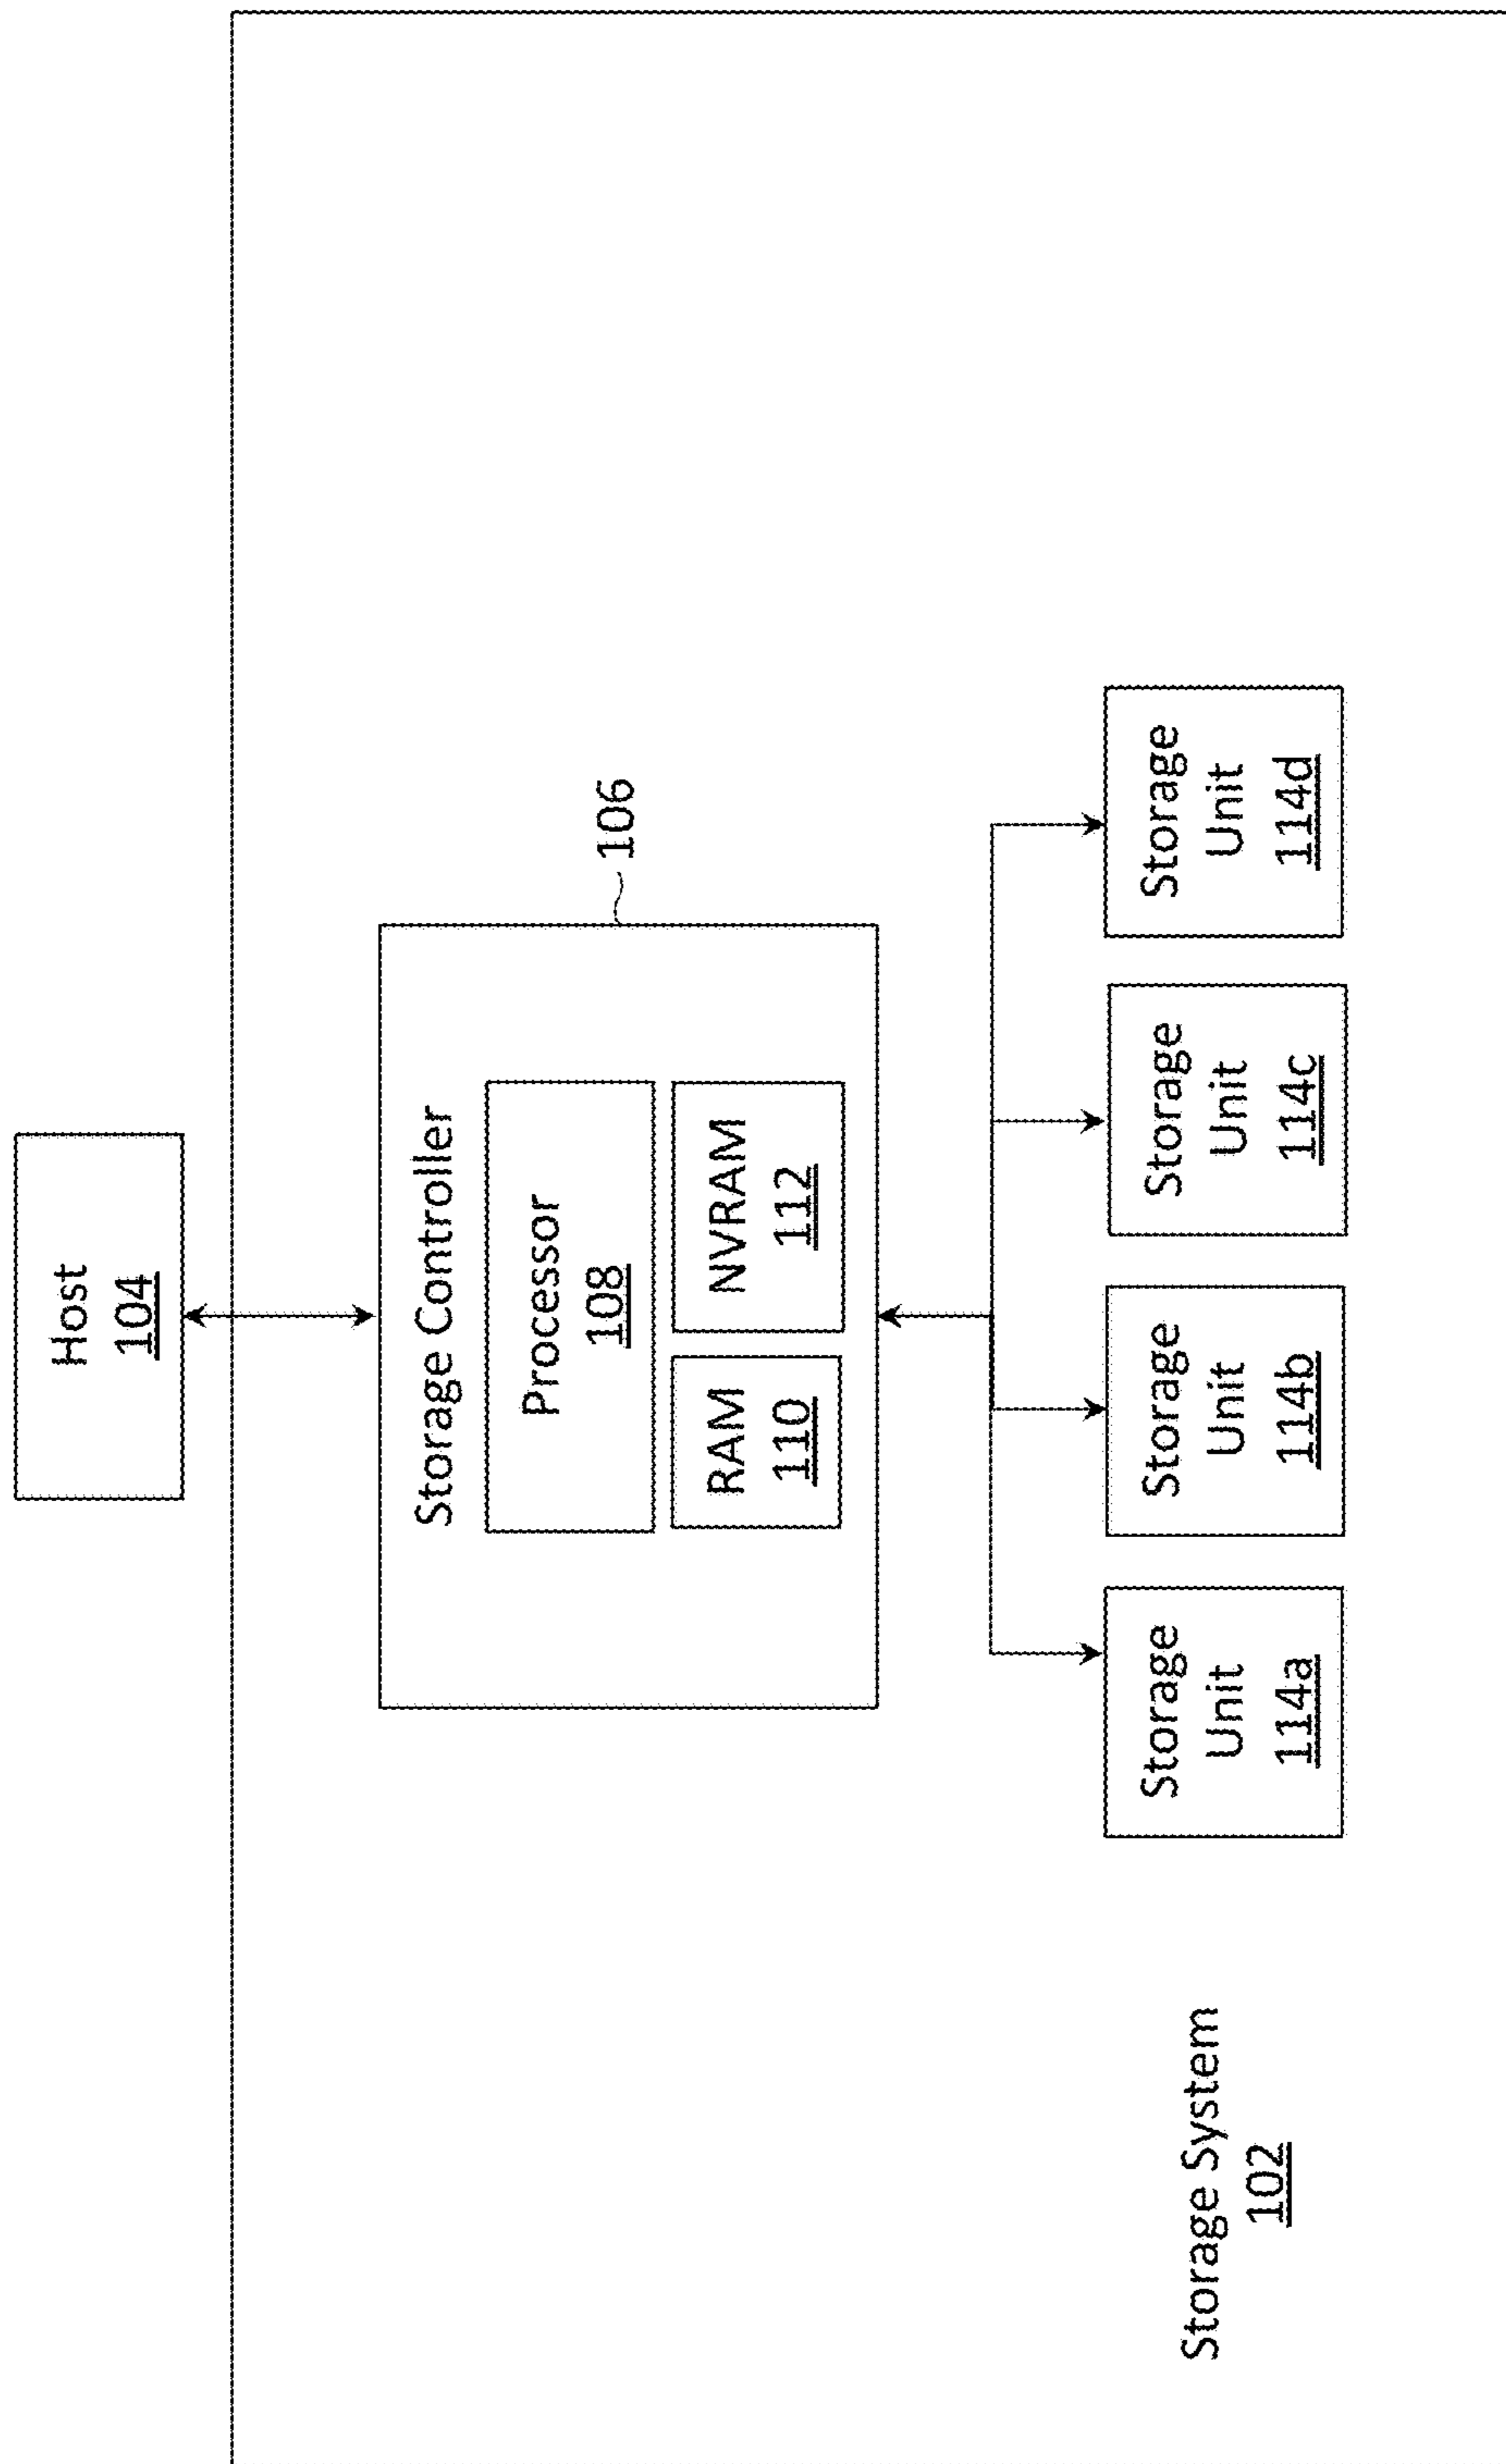 Host
104
Storage Controller
106
Processor
108
RAM
110
NVRAM
112
Storage
Unit
114a
Storage
Unit
114b
Storage
Unit
114c
Storage
Unit
114d
Storage System
102